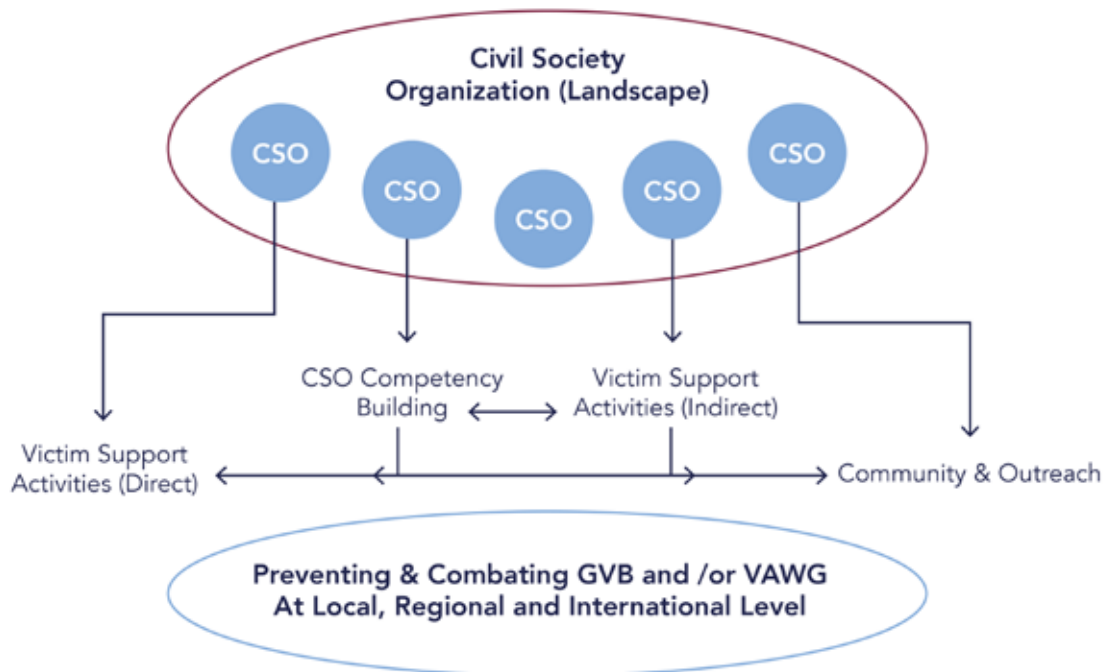 Civil Society
Organization (Landscape)
CSO
CSO
CSO
CSO
CSO
CSO Competency
Building
Victim Support
Activities (Indirect)
Victim Support
Activities (Direct)
Community & Outreach
Preventing & Combating GVB and /or VAWG
At Local, Regional and International Level